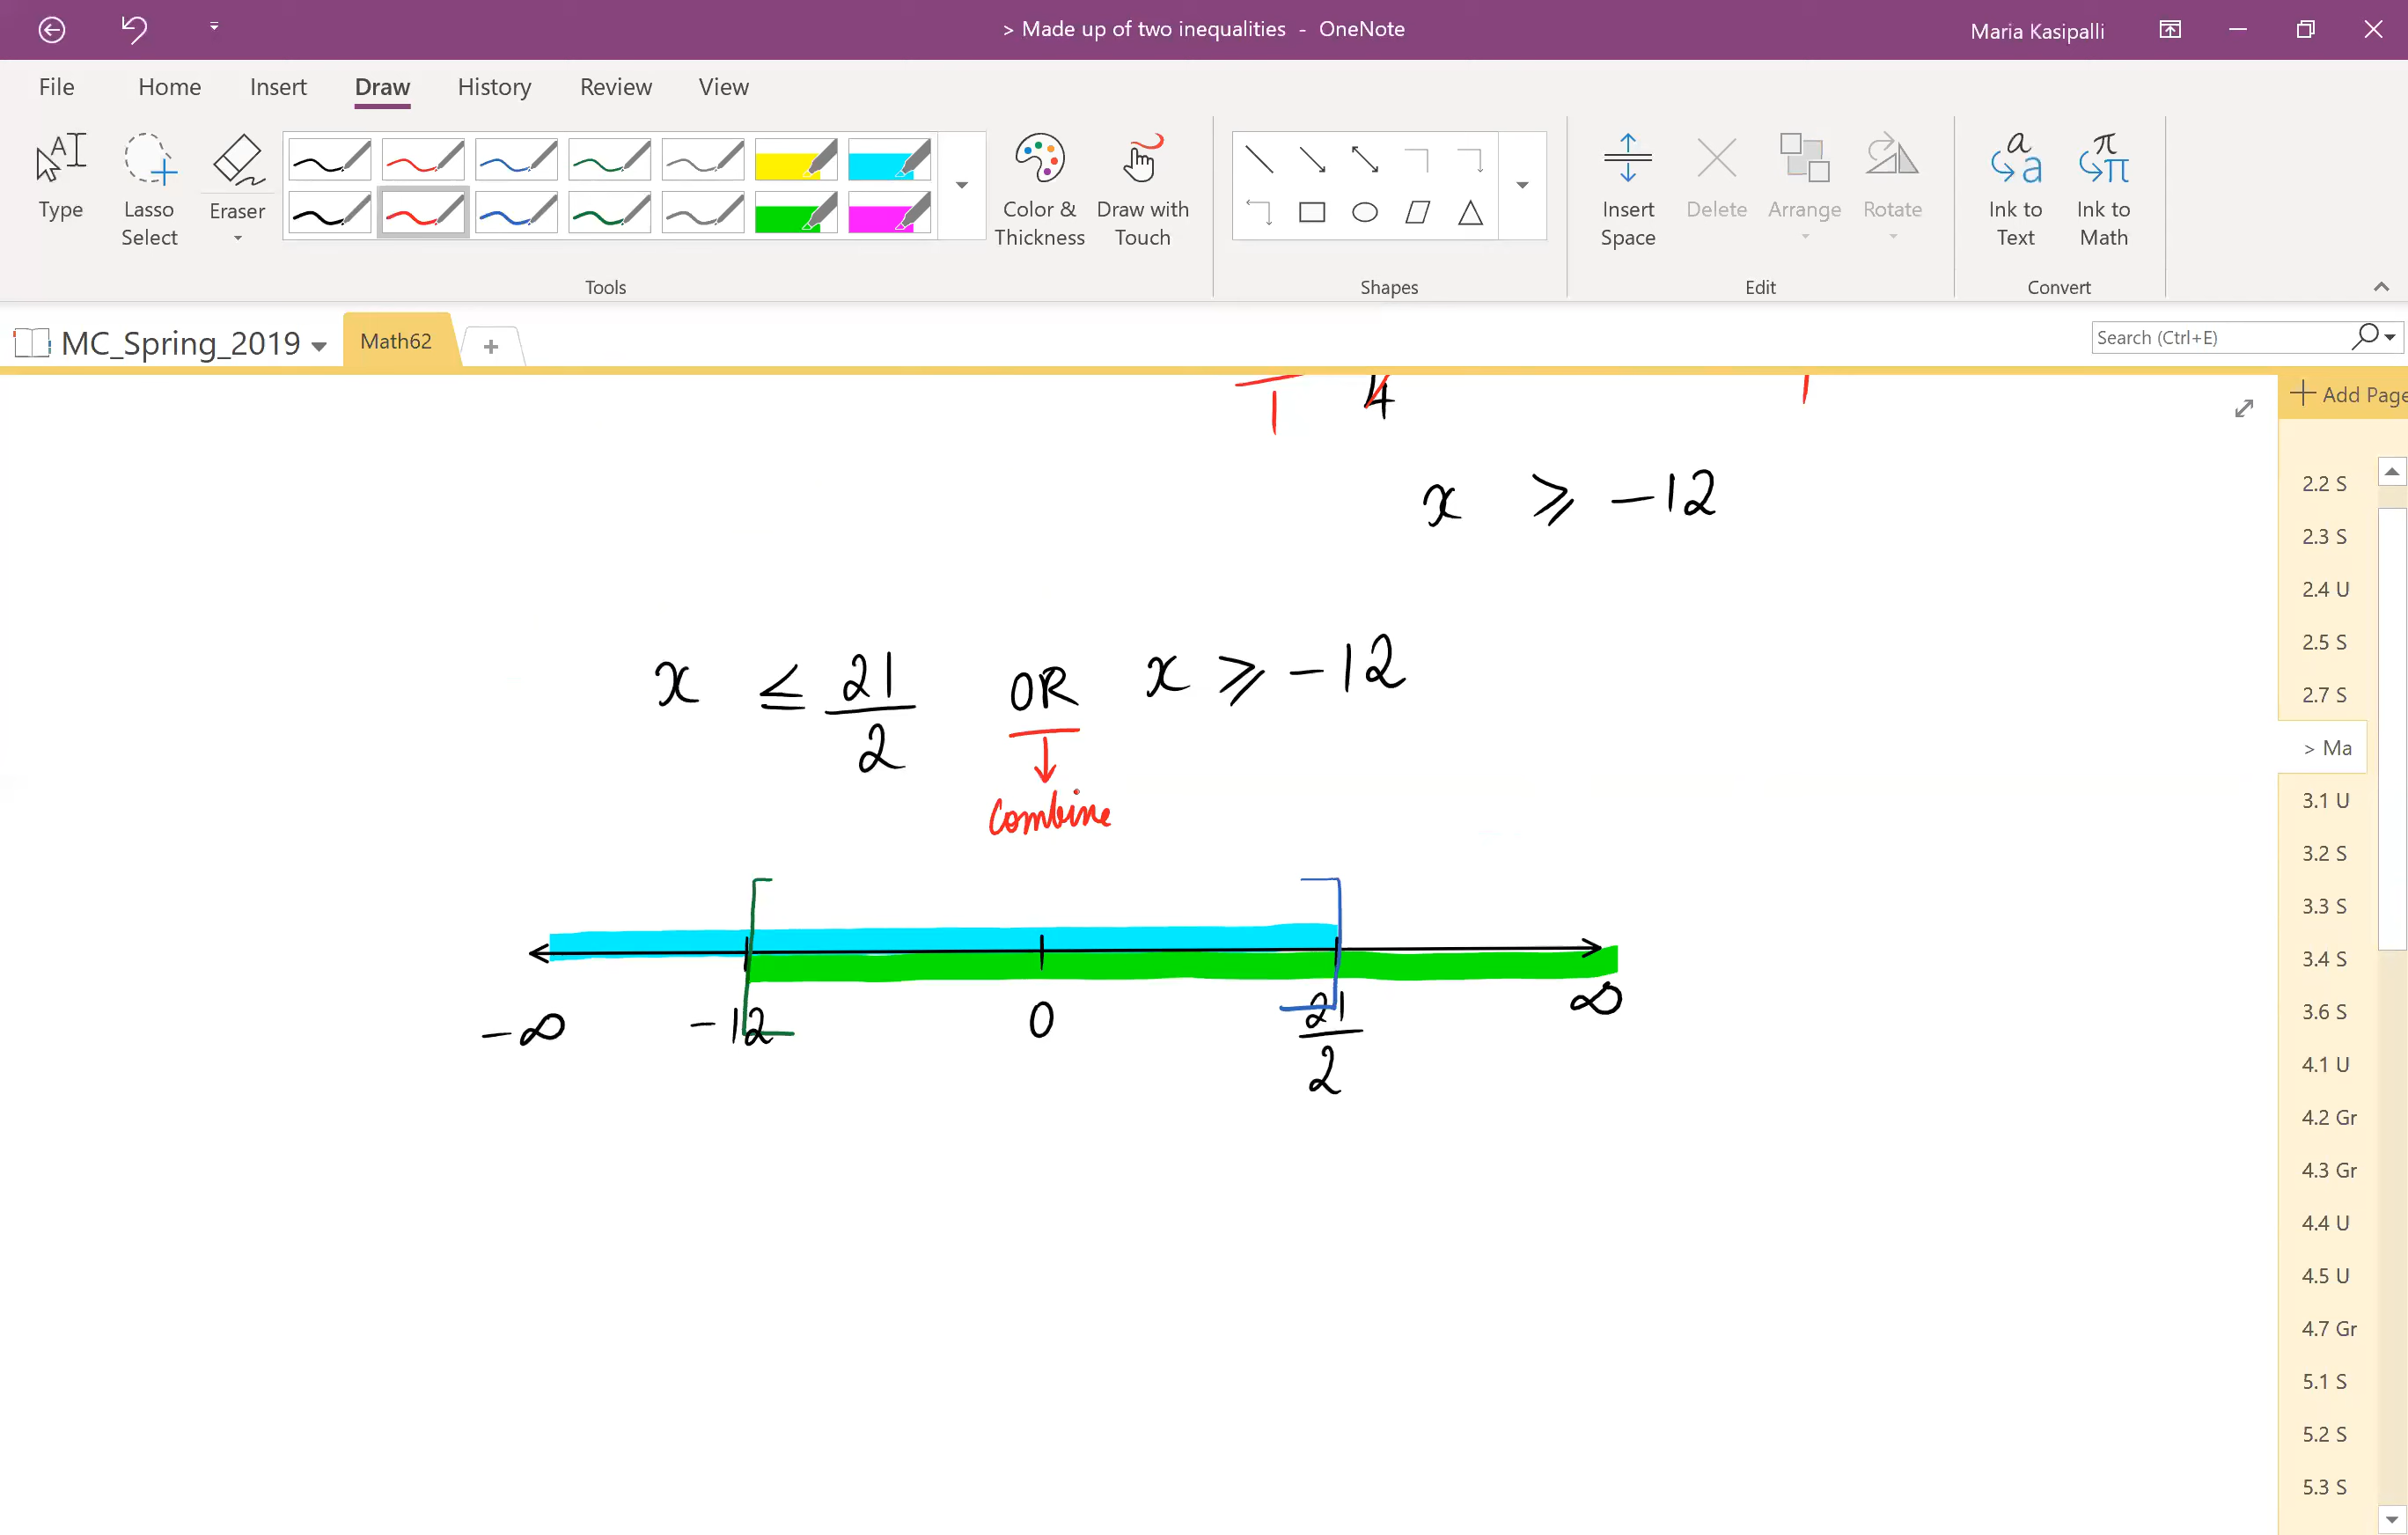 > Made up of two inequalities - OneNote
Maria Kasipalli
File Home Insert Draw History Review View
Type
Lasso Select
Eraser
Color & Thickness
Draw with Touch
Insert Space
Delete
Arrange
Rotate
Ink to Text
Ink to Math
Tools
Shapes
Edit
Convert
MC_Spring_2019
Math62
Search (Ctrl+E)
1 4
x ≥ -12
x ≤ 21/2 OR x ≥ -12
Combine
-∞ -12 0 21/2 ∞
Add Page
2.2 S
2.3 S
2.4 U
2.5 S
2.7 S
> Ma
3.1 U
3.2 S
3.3 S
3.4 S
3.6 S
4.1 U
4.2 Gr
4.3 Gr
4.4 U
4.5 U
4.7 Gr
5.1 S
5.2 S
5.3 S